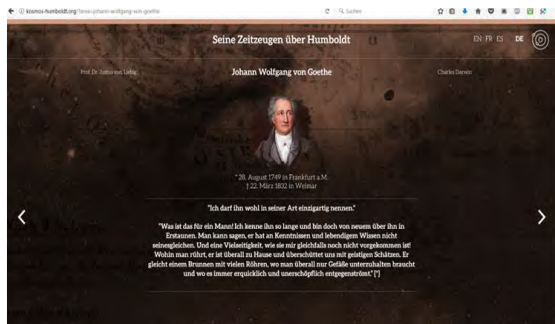 kosmos-humboldt.org/?ense=johann-wolfgang-von-goethe
Suchen
Seine Zeitzeugen über Humboldt
EN FR ES DE
Prof. Dr. Justus von Liebig
Johann Wolfgang von Goethe
Charles Darwin
* 28. August 1749 in Frankfurt a.M.
† 22. März 1832 in Weimar
"Ich darf ihn wohl in seiner Art einzigartig nennen."
"Was ist das für ein Mann! Ich kenne ihn so lange und bin doch von neuem über ihn in
Erstaunen. Man kann sagen, er hat an Kenntnissen und lebendigem Wissen nicht
seinesgleichen. Und eine Vielseitigkeit, wie sie mir gleichfalls noch nicht vorgekommen ist!
Wohin man rührt, er ist überall zu Hause und überschüttet uns mit geistigen Schätzen. Er
gleicht einem Brunnen mit vielen Röhren, wo man überall nur Gefäße unterzuhalten braucht
und wo es immer erquicklich und unerschöpflich entgegenströmt." [*]